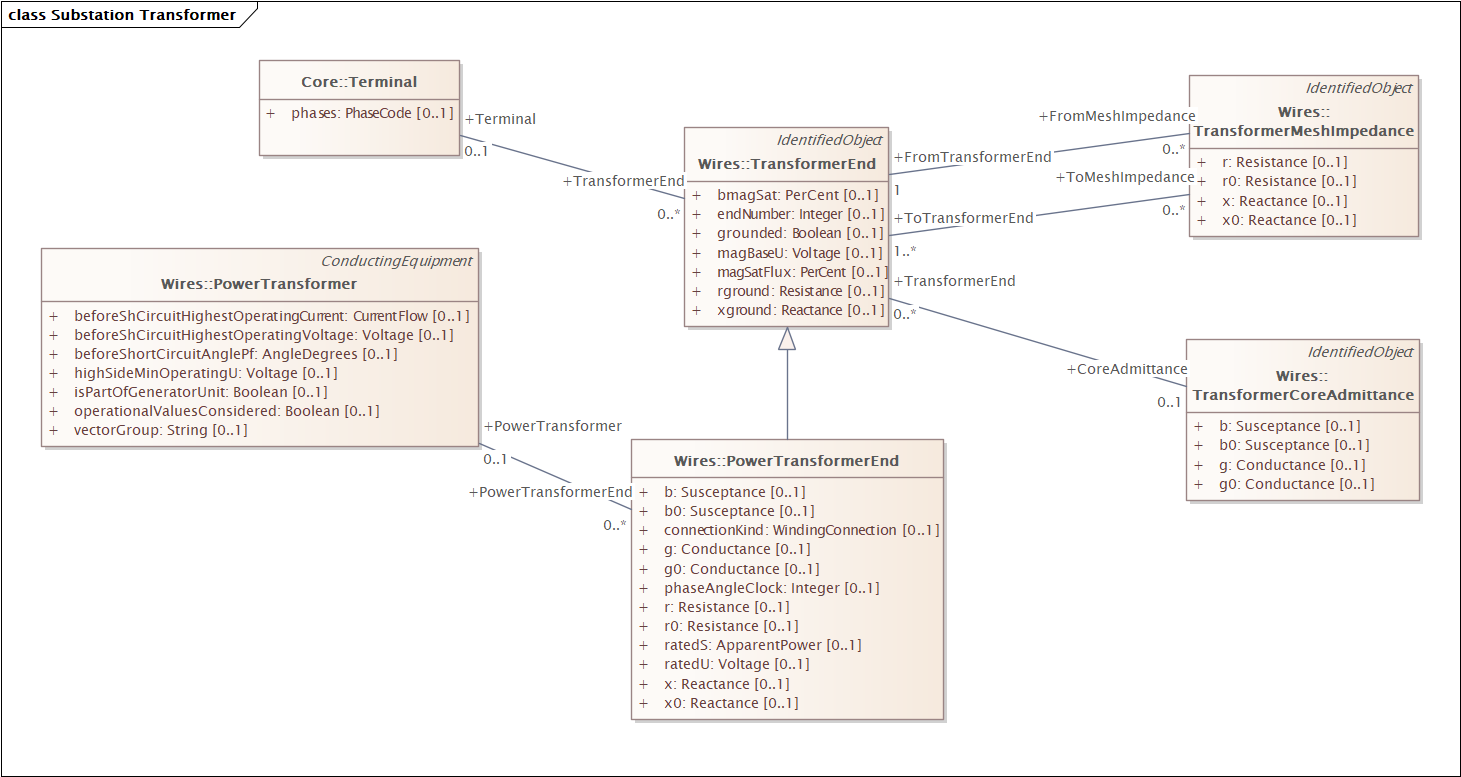 class Substation Transformer
Core::Terminal
+ phases: PhaseCode [0..1]
+Terminal
0..1
+TransformerEnd
0..*
IdentifiedObject
Wires::TransformerEnd
+ bmagSat: PerCent [0..1]
+ endNumber: Integer [0..1]
+ grounded: Boolean [0..1]
+ magBaseU: Voltage [0..1]
+ magSatFlux: PerCent [0..1]
+ rground: Resistance [0..1]
+ xground: Reactance [0..1]
+FromMeshImpedance
0..*
+FromTransformerEnd
1
+ToMeshImpedance
0..*
+ToTransformerEnd
1..*
+TransformerEnd
0..*
+CoreAdmittance
0..1
IdentifiedObject
Wires::
TransformerMeshImpedance
+ r: Resistance [0..1]
+ r0: Resistance [0..1]
+ x: Reactance [0..1]
+ x0: Reactance [0..1]
ConductingEquipment
Wires::PowerTransformer
+ beforeShCircuitHighestOperatingCurrent: CurrentFlow [0..1]
+ beforeShCircuitHighestOperatingVoltage: Voltage [0..1]
+ beforeShortCircuitAnglePf: AngleDegrees [0..1]
+ highSideMinOperatingU: Voltage [0..1]
+ isPartOfGeneratorUnit: Boolean [0..1]
+ operationalValuesConsidered: Boolean [0..1]
+ vectorGroup: String [0..1]
+PowerTransformer
0..1
+PowerTransformerEnd
0..*
IdentifiedObject
Wires::
TransformerCoreAdmittance
+ b: Susceptance [0..1]
+ b0: Susceptance [0..1]
+ g: Conductance [0..1]
+ g0: Conductance [0..1]
Wires::PowerTransformerEnd
+ b: Susceptance [0..1]
+ b0: Susceptance [0..1]
+ connectionKind: WindingConnection [0..1]
+ g: Conductance [0..1]
+ g0: Conductance [0..1]
+ phaseAngleClock: Integer [0..1]
+ r: Resistance [0..1]
+ r0: Resistance [0..1]
+ ratedS: ApparentPower [0..1]
+ ratedU: Voltage [0..1]
+ x: Reactance [0..1]
+ x0: Reactance [0..1]